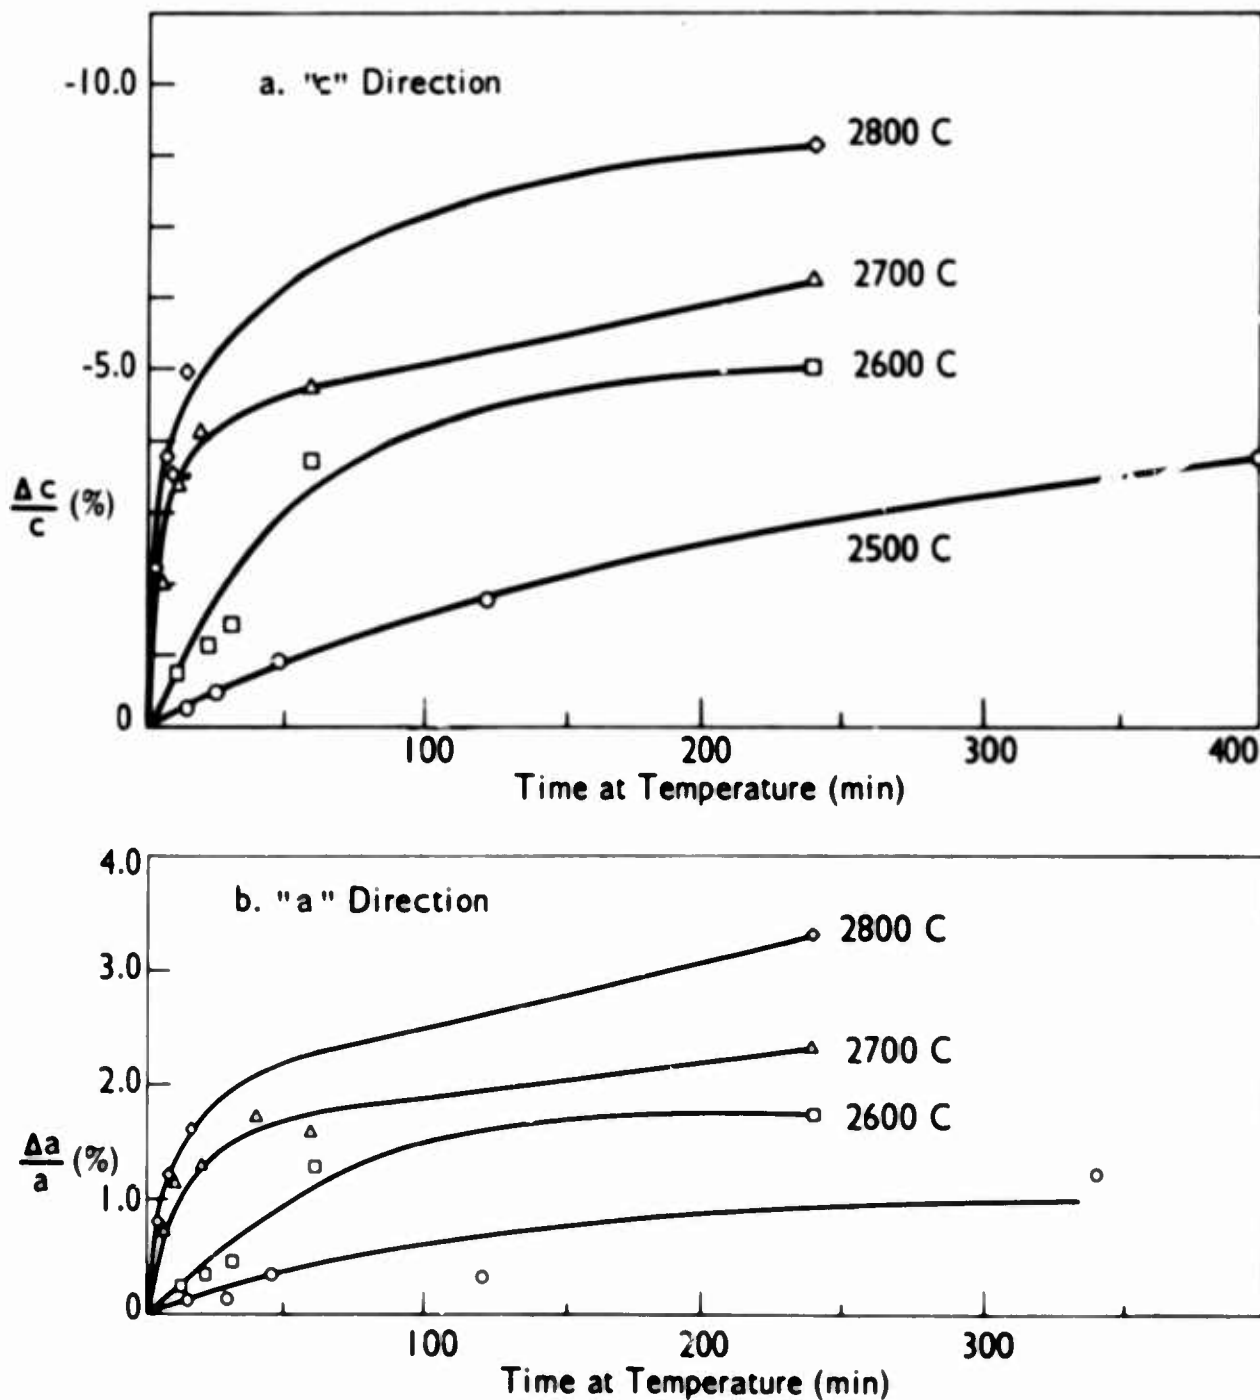 a. "c" Direction
-10.0
2800 C
2700 C
-5.0
2600 C
Δc
c
(%)
2500 C
0
100
200
300
400
Time at Temperature (min)
4.0
b. "a" Direction
2800 C
3.0
2700 C
2.0
2600 C
Δa
a
(%)
1.0
0
100
200
300
Time at Temperature (min)